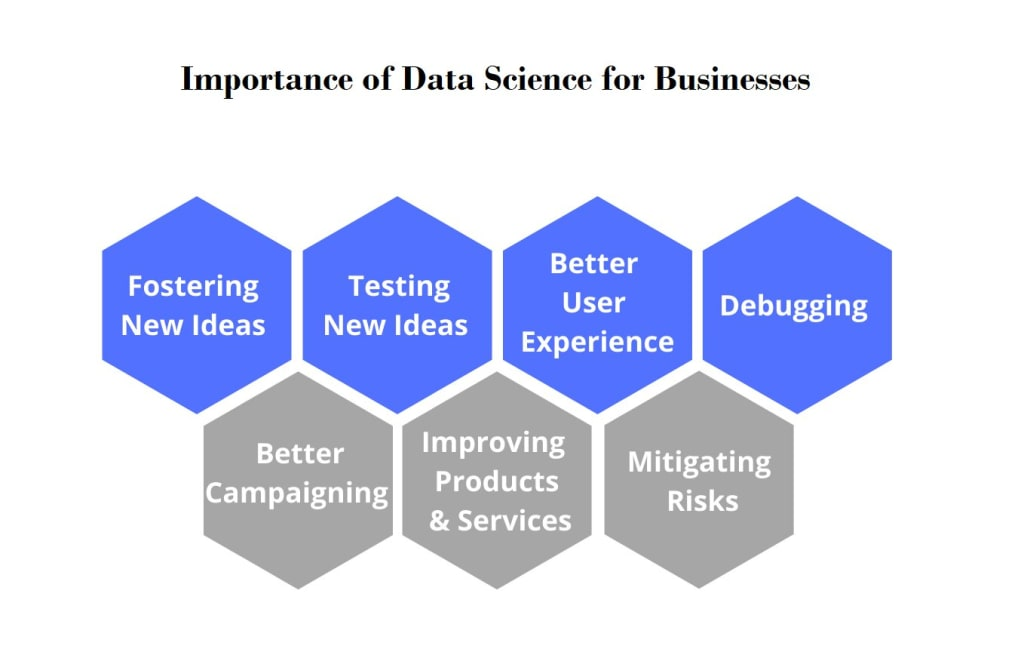 Importance of Data Science for Businesses
Fostering
New Ideas
Testing
New Ideas
Better
User
Experience
Debugging
Better
Campaigning
Improving
Products
& Services
Mitigating
Risks